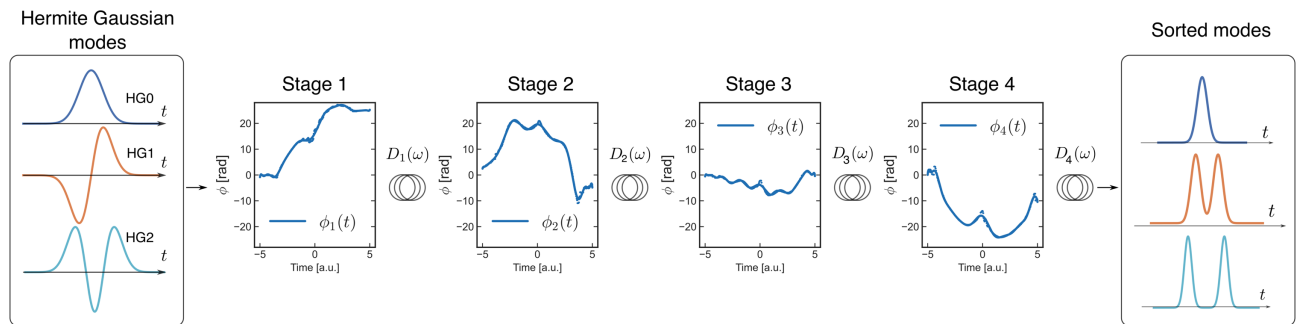 Hermite Gaussian
modes
HG0
t
HG1
t
HG2
t
Stage 1
ϕ [rad]
20
10
0
−10
−20
ϕ₁(t)
−5
0
5
Time [a.u.]
D₁(ω)
Stage 2
ϕ [rad]
20
10
0
−10
−20
ϕ₂(t)
−5
0
5
Time [a.u.]
D₂(ω)
Stage 3
ϕ [rad]
20
10
0
−10
−20
ϕ₃(t)
−5
0
5
Time [a.u.]
D₃(ω)
Stage 4
ϕ [rad]
20
10
0
−10
−20
ϕ₄(t)
−5
0
5
Time [a.u.]
D₄(ω)
Sorted modes
t
t
t